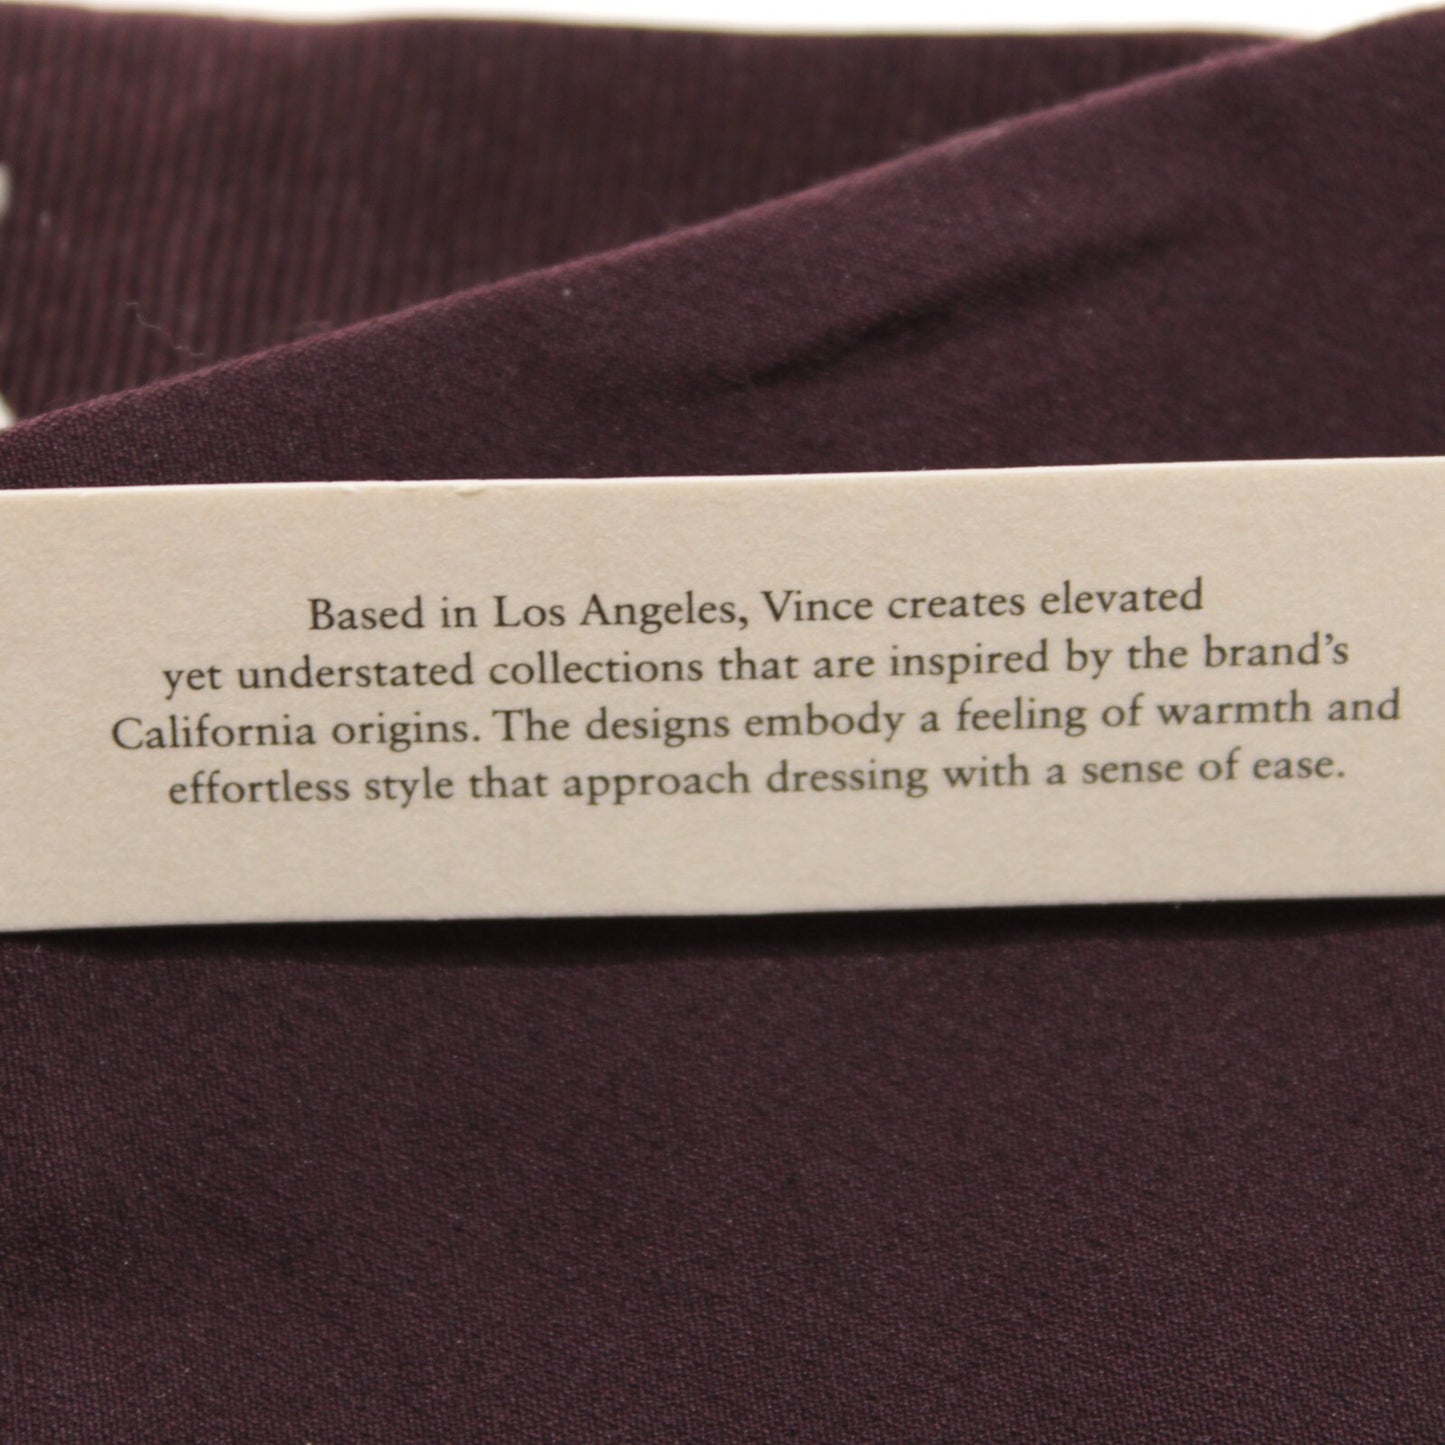 Based in Los Angeles, Vince creates elevated
yet understated collections that are inspired by the brand’s
California origins. The designs embody a feeling of warmth and
effortless style that approach dressing with a sense of ease.